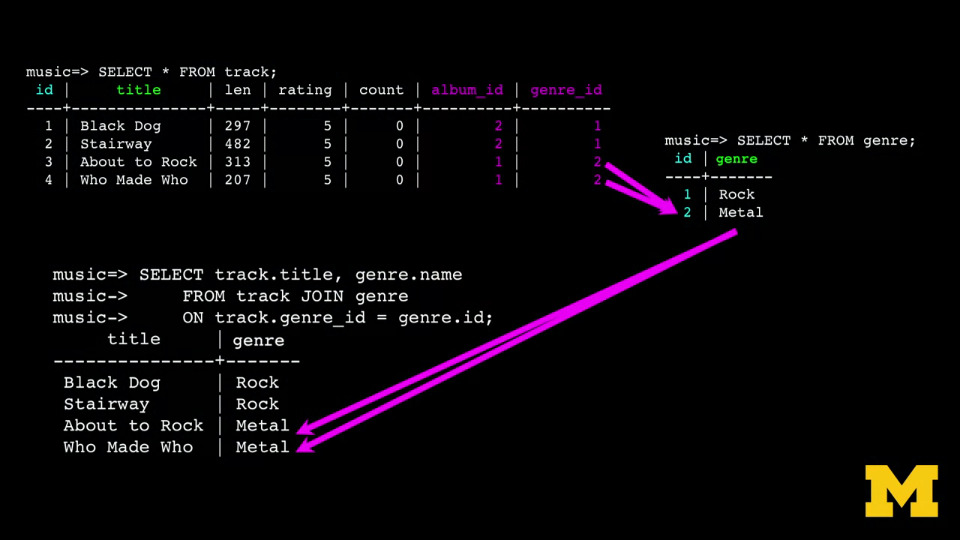 music=> SELECT * FROM track;
 id |     title     | len | rating | count | album_id | genre_id
----+---------------+-----+--------+-------+----------+----------
  1 | Black Dog     | 297 |      5 |     0 |        2 |        1
  2 | Stairway      | 482 |      5 |     0 |        2 |        1
  3 | About to Rock | 313 |      5 |     0 |        1 |        2
  4 | Who Made Who  | 207 |      5 |     0 |        1 |        2
music=> SELECT * FROM genre;
 id | genre
----+-------
  1 | Rock
  2 | Metal
music=> SELECT track.title, genre.name
music->     FROM track JOIN genre
music->     ON track.genre_id = genre.id;
     title     | genre
---------------+-------
 Black Dog     | Rock
 Stairway      | Rock
 About to Rock | Metal
 Who Made Who  | Metal
M